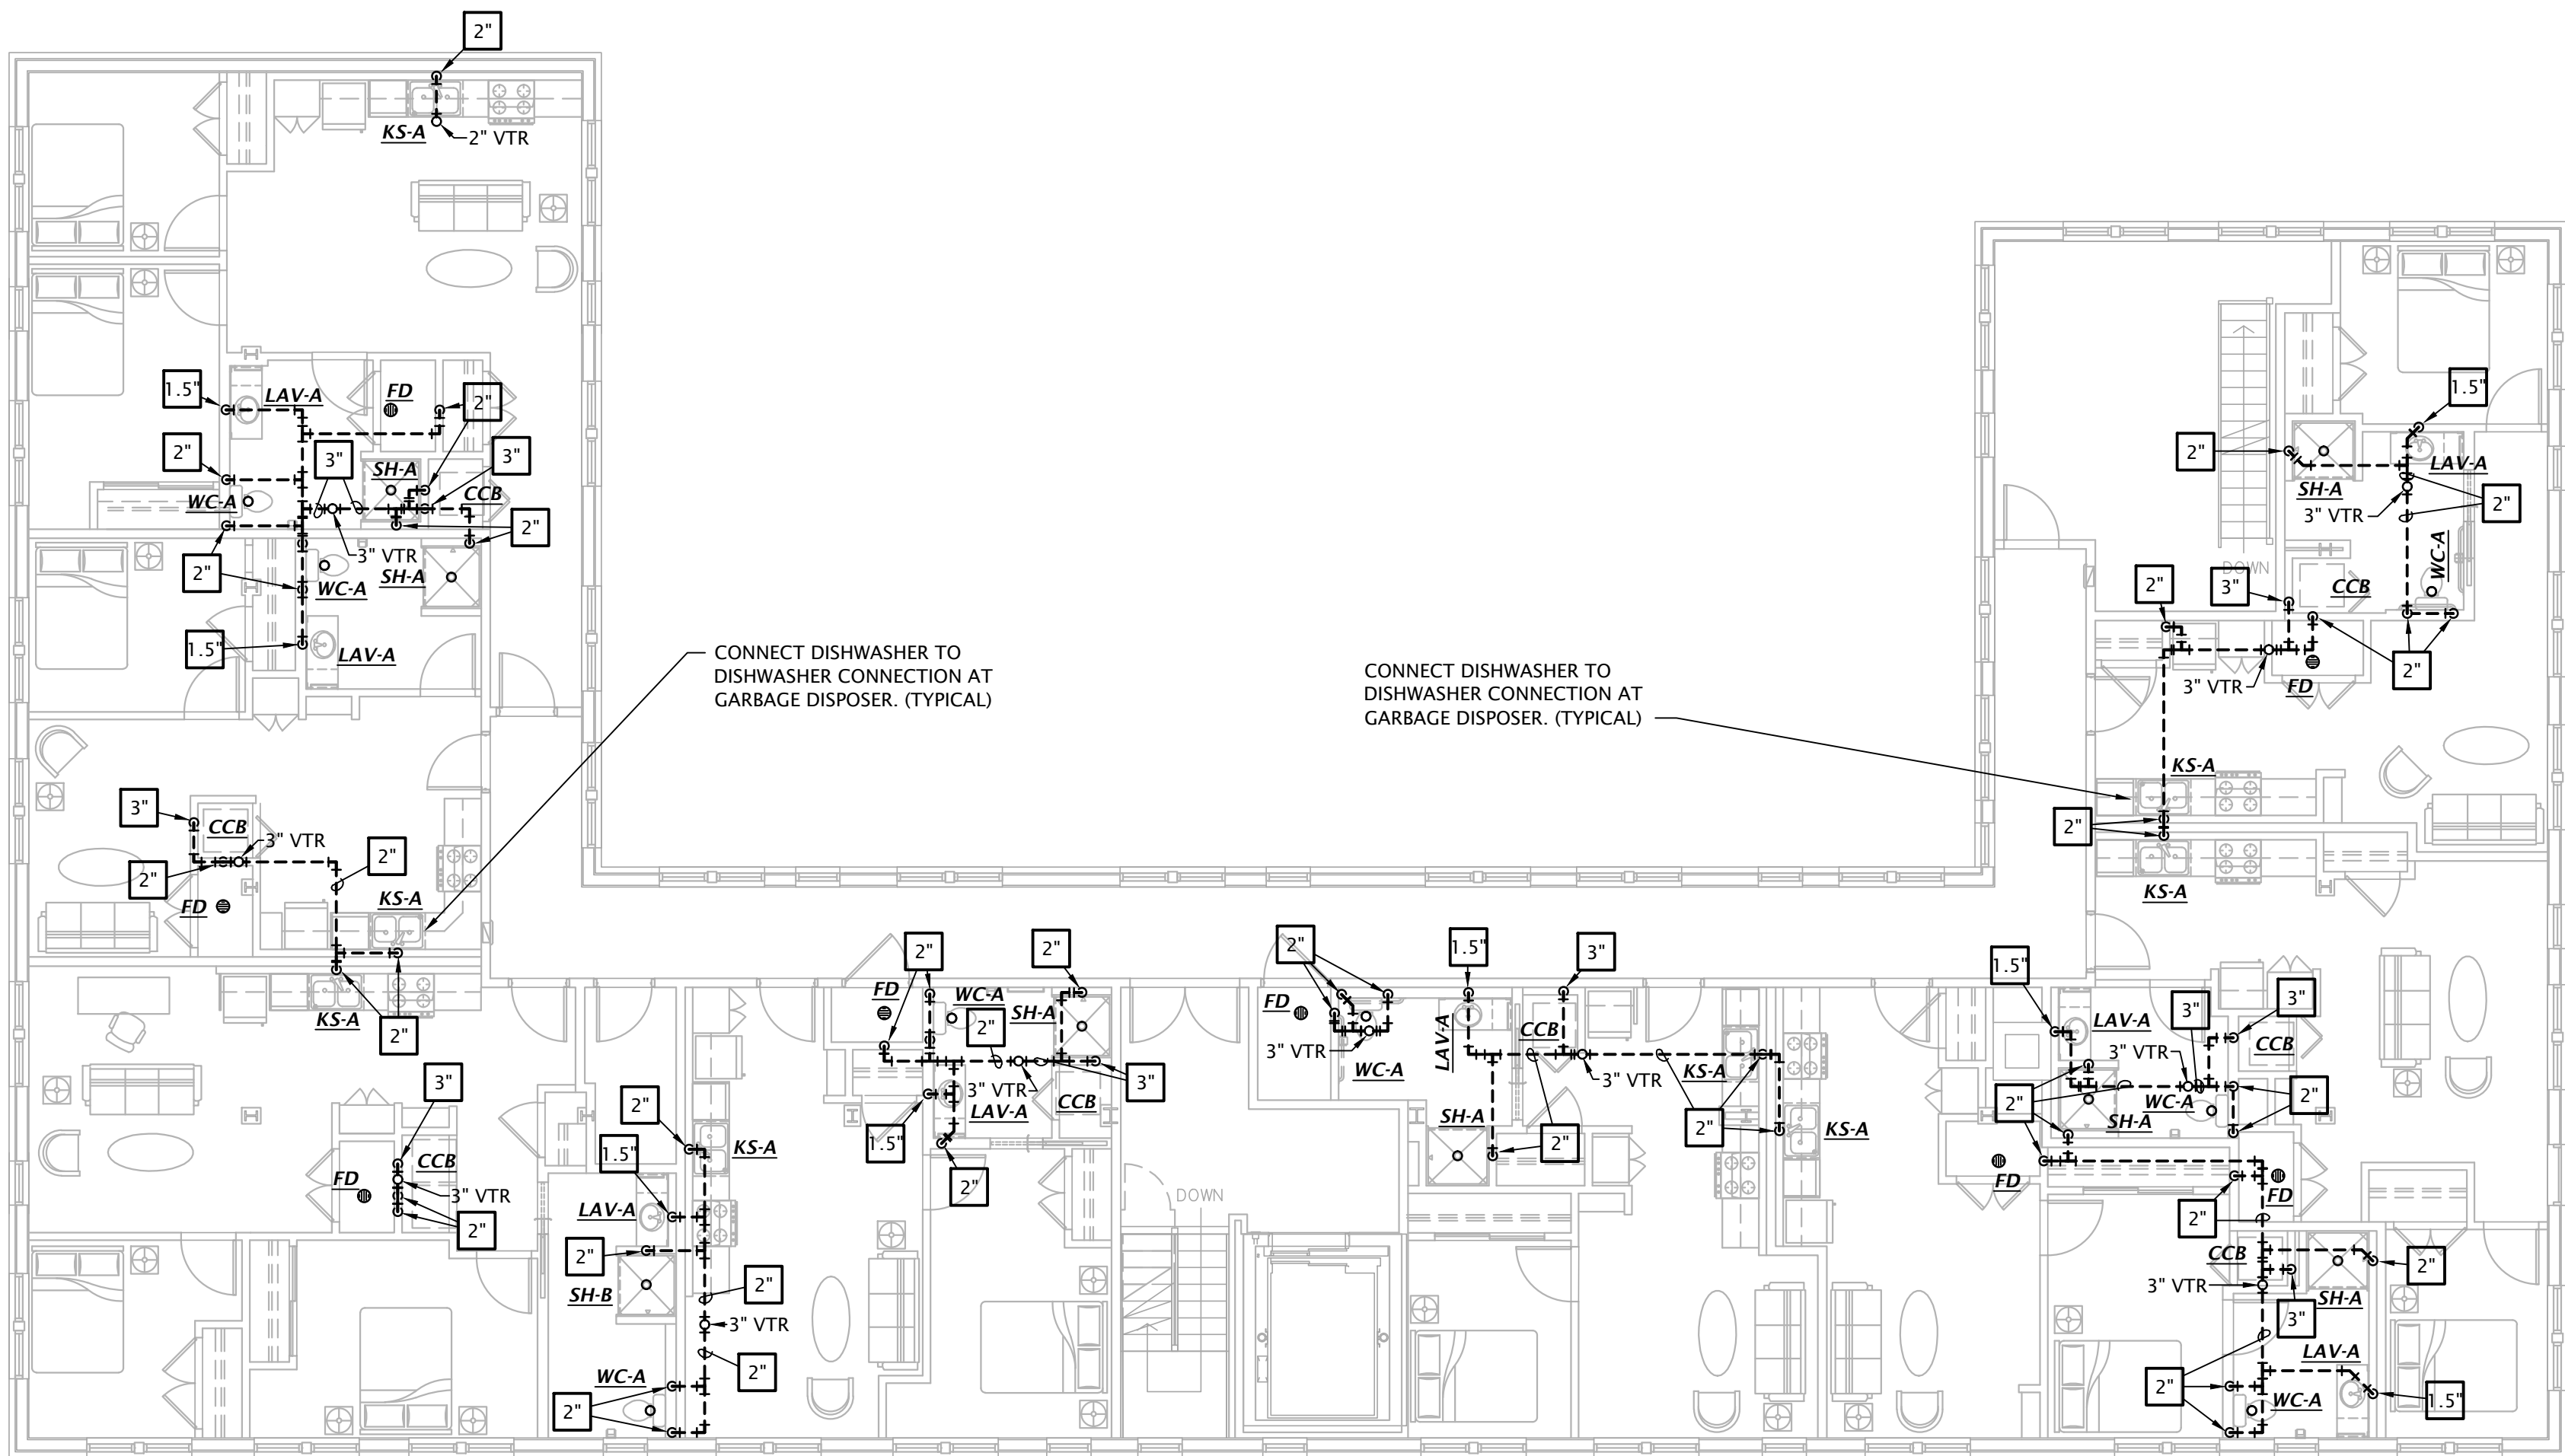 2"
KS-A
2" VTR
1.5"
LAV-A
FD
2"
2"
3"
SH-A
3"
WC-A
CCB
2"
3" VTR
2"
SH-A
WC-A
1.5"
LAV-A
CONNECT DISHWASHER TO
DISHWASHER CONNECTION AT
GARBAGE DISPOSER. (TYPICAL)
CONNECT DISHWASHER TO
DISHWASHER CONNECTION AT
GARBAGE DISPOSER. (TYPICAL)
1.5"
2"
LAV-A
SH-A
3" VTR
2"
WC-A
DOWN
2"
3"
CCB
3" VTR
FD
2"
KS-A
2"
KS-A
3"
CCB
3" VTR
2"
2"
KS-A
FD
KS-A
2"
3"
CCB
FD
3" VTR
2"
2"
KS-A
1.5"
LAV-A
2"
SH-B
2"
3" VTR
2"
WC-A
2"
2"
2"
FD
WC-A
SH-A
2"
3" VTR
3"
LAV-A
CCB
1.5"
2"
DOWN
2"
1.5"
3"
FD
3" VTR
WC-A
LAV-A
CCB
3" VTR
KS-A
SH-A
2"
2"
KS-A
1.5"
3"
3"
LAV-A
3" VTR
CCB
2"
WC-A
2"
SH-A
FD
FD
2"
CCB
2"
3" VTR
SH-A
3"
LAV-A
2"
WC-A
1.5"